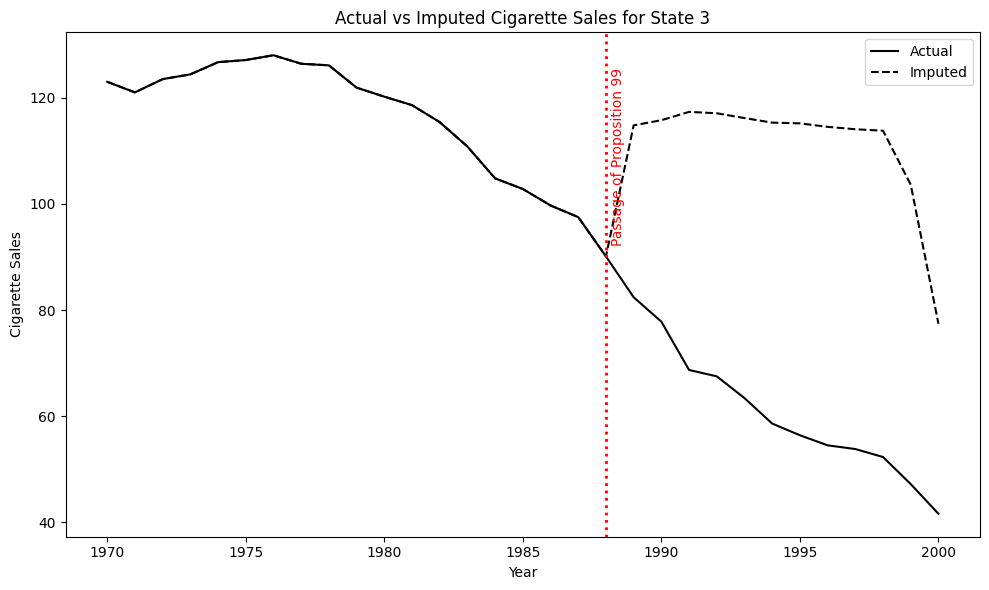 Actual vs Imputed Cigarette Sales for State 3
Actual
Imputed
Passage of Proposition 99
Cigarette Sales
120
100
80
60
40
1970
1975
1980
1985
1990
1995
2000
Year